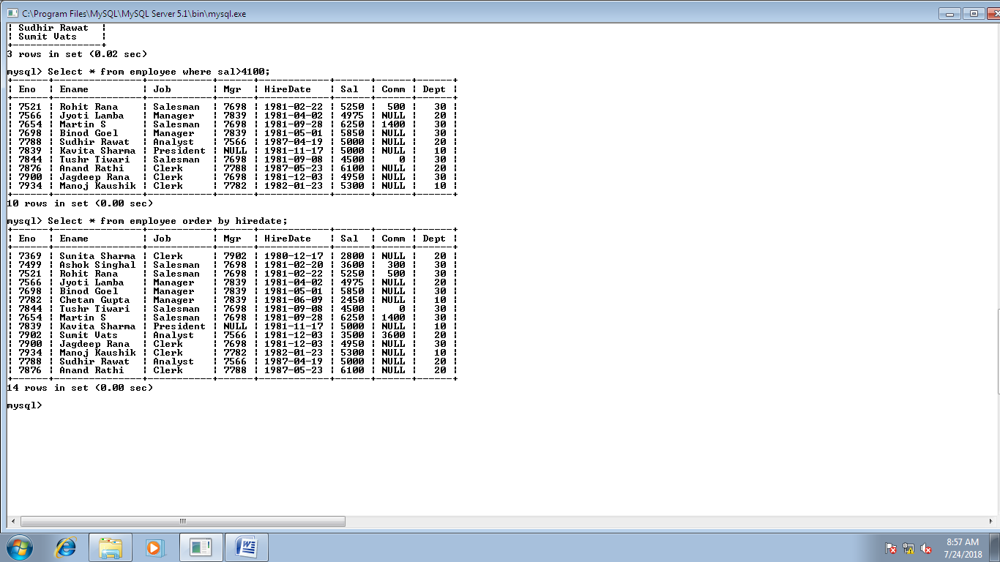 C:\Program Files\MySQL\MySQL Server 5.1\bin\mysql.exe
| Sudhir Rawat  |
| Sumit Vats    |
+---------------+
3 rows in set (0.02 sec)
mysql> Select * from employee where sal>4100;
+------+---------------+-----------+------+------------+------+------+------+
| Eno  | Ename         | Job       | Mgr  | HireDate   | Sal  | Comm | Dept |
+------+---------------+-----------+------+------------+------+------+------+
| 7521 | Rohit Rana    | Salesman  | 7698 | 1981-02-22 | 5250 |  500 |   30 |
| 7566 | Jyoti Lamba   | Manager   | 7839 | 1981-04-02 | 4975 | NULL |   20 |
| 7654 | Martin S      | Salesman  | 7698 | 1981-09-28 | 6250 | 1400 |   30 |
| 7698 | Binod Goel    | Manager   | 7839 | 1981-05-01 | 5850 | NULL |   30 |
| 7788 | Sudhir Rawat  | Analyst   | 7566 | 1987-04-19 | 5000 | NULL |   20 |
| 7839 | Kavita Sharma | President | NULL | 1981-11-17 | 5000 | NULL |   10 |
| 7844 | Tushr Tiwari  | Salesman  | 7698 | 1981-09-08 | 4500 |    0 |   30 |
| 7876 | Anand Rathi   | Clerk     | 7788 | 1987-05-23 | 6100 | NULL |   20 |
| 7900 | Jagdeep Rana  | Clerk     | 7698 | 1981-12-03 | 4950 | NULL |   30 |
| 7934 | Manoj Kaushik | Clerk     | 7782 | 1982-01-23 | 5300 | NULL |   10 |
+------+---------------+-----------+------+------------+------+------+------+
10 rows in set (0.00 sec)
mysql> Select * from employee order by hiredate;
+------+---------------+-----------+------+------------+------+------+------+
| Eno  | Ename         | Job       | Mgr  | HireDate   | Sal  | Comm | Dept |
+------+---------------+-----------+------+------------+------+------+------+
| 7369 | Sunita Sharma | Clerk     | 7902 | 1980-12-17 | 2800 | NULL |   20 |
| 7499 | Ashok Singhal | Salesman  | 7698 | 1981-02-20 | 3600 |  300 |   30 |
| 7521 | Rohit Rana    | Salesman  | 7698 | 1981-02-22 | 5250 |  500 |   30 |
| 7566 | Jyoti Lamba   | Manager   | 7839 | 1981-04-02 | 4975 | NULL |   20 |
| 7698 | Binod Goel    | Manager   | 7839 | 1981-05-01 | 5850 | NULL |   30 |
| 7782 | Chetan Gupta  | Manager   | 7839 | 1981-06-09 | 2450 | NULL |   10 |
| 7844 | Tushr Tiwari  | Salesman  | 7698 | 1981-09-08 | 4500 |    0 |   30 |
| 7654 | Martin S      | Salesman  | 7698 | 1981-09-28 | 6250 | 1400 |   30 |
| 7839 | Kavita Sharma | President | NULL | 1981-11-17 | 5000 | NULL |   10 |
| 7902 | Sumit Vats    | Analyst   | 7566 | 1981-12-03 | 3500 | 3600 |   20 |
| 7900 | Jagdeep Rana  | Clerk     | 7698 | 1981-12-03 | 4950 | NULL |   30 |
| 7934 | Manoj Kaushik | Clerk     | 7782 | 1982-01-23 | 5300 | NULL |   10 |
| 7788 | Sudhir Rawat  | Analyst   | 7566 | 1987-04-19 | 5000 | NULL |   20 |
| 7876 | Anand Rathi   | Clerk     | 7788 | 1987-05-23 | 6100 | NULL |   20 |
+------+---------------+-----------+------+------------+------+------+------+
14 rows in set (0.00 sec)
mysql>
8:57 AM
7/24/2018